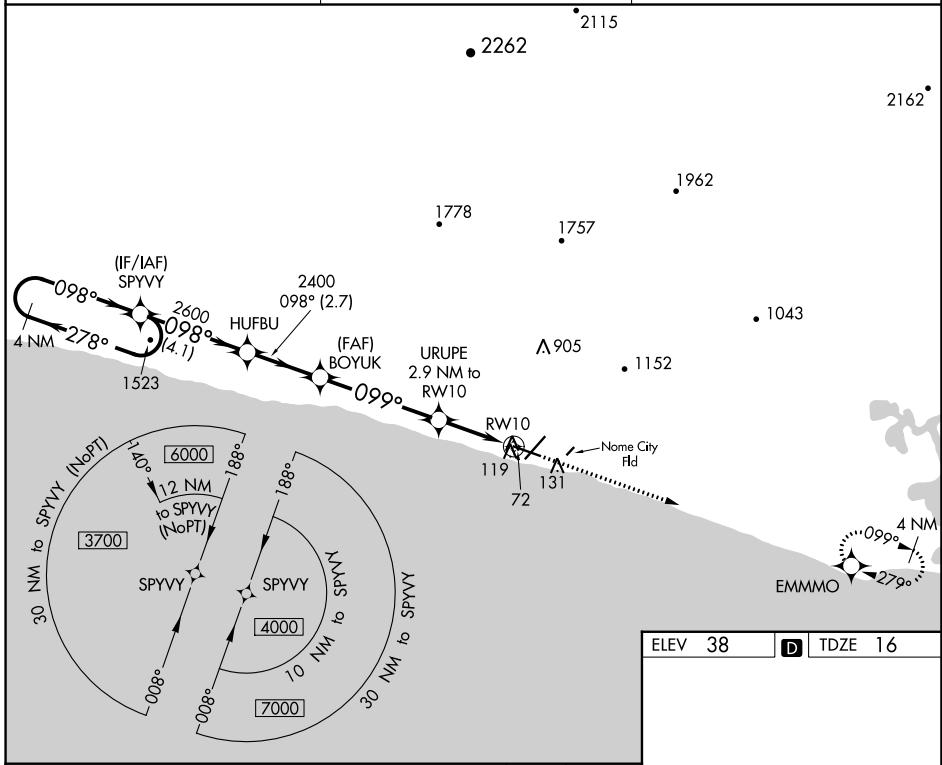 2115
2262
2162
1962
1778
1757
(IF/IAF)
SPYVY
2400
098° (2.7)
098°
2600
098°
(4.1)
HUFBU
1043
278°
4 NM
(FAF)
BOYUK
URUPE
2.9 NM to
RW10
905
1152
1523
099°
RW10
Nome City
Fld
119
131
72
30 NM to SPYVY (NoPT)
140°
6000
188°
12 NM
to SPYVY
(NoPT)
188°
3700
4 NM
099°
279°
EMMMO
SPYVY
SPYVY
10 NM to SPYVY
30 NM to SPYVY
4000
008°
008°
7000
ELEV 38
D
TDZE 16